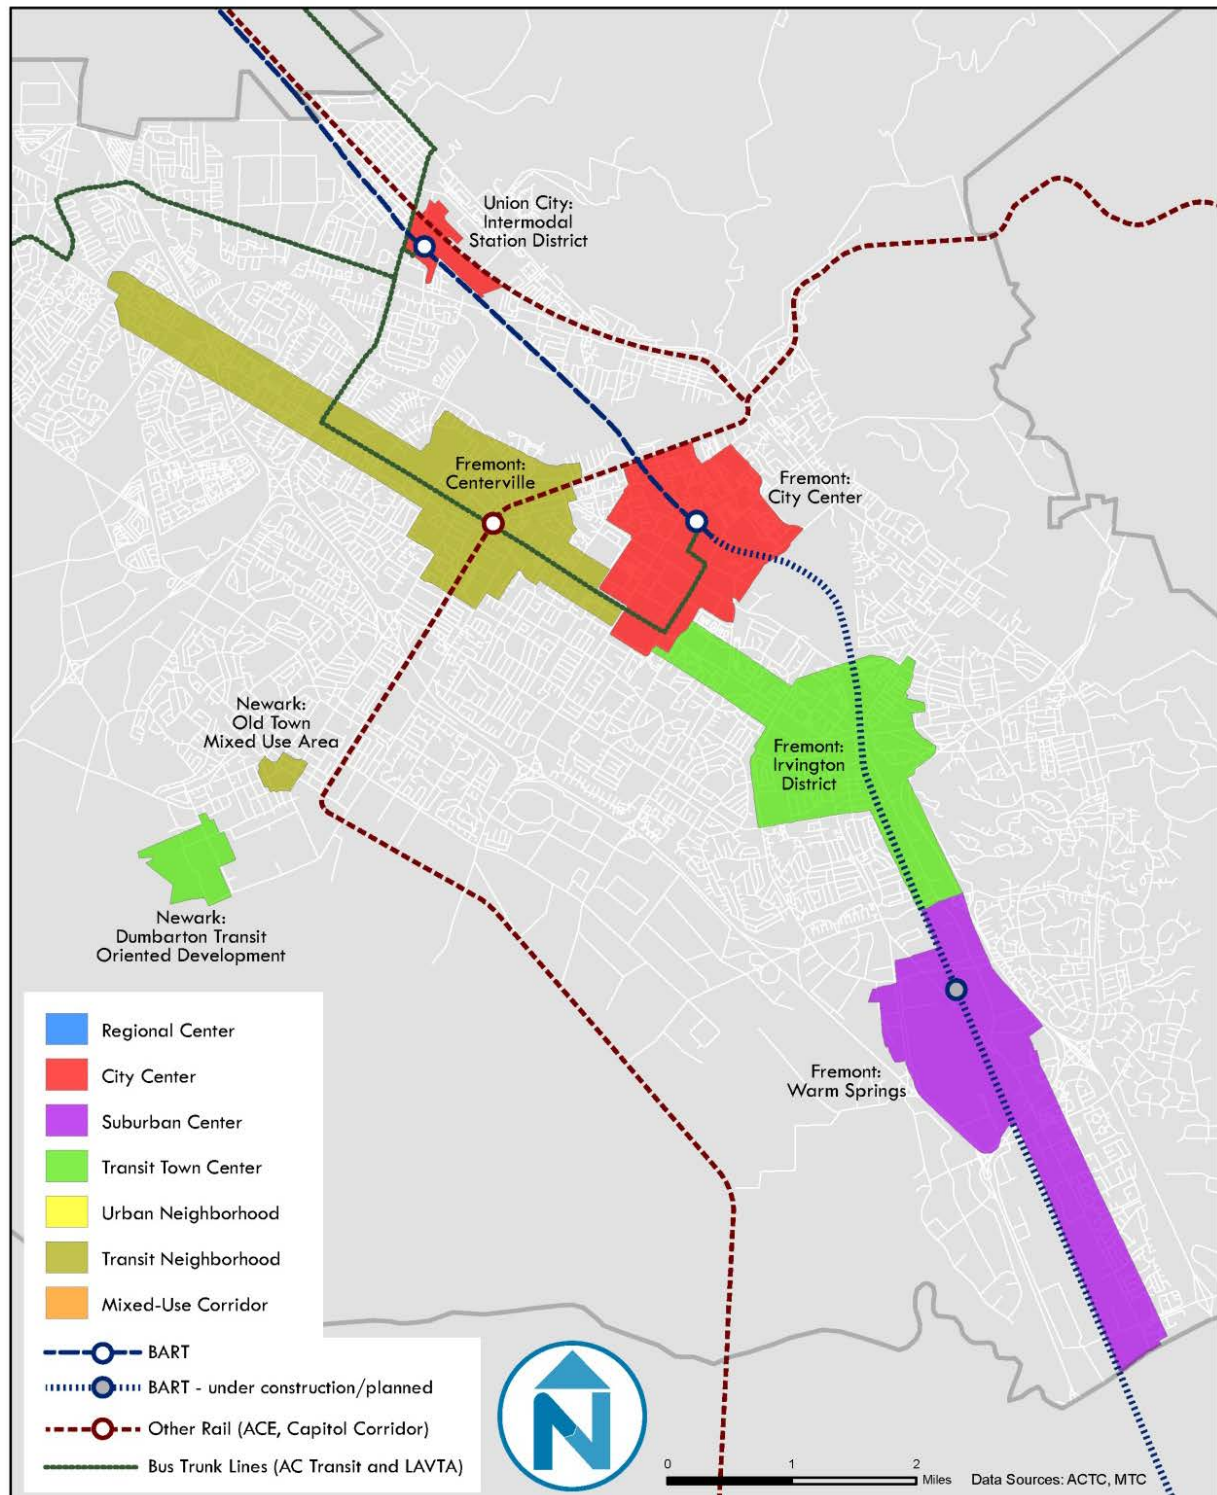 Union City:
Intermodal
Station District
Fremont:
Centerville
Fremont:
City Center
Newark:
Old Town
Mixed Use Area
Fremont:
Irvington
District
Newark:
Dumbarton Transit
Oriented Development
Fremont:
Warm Springs
Regional Center
City Center
Suburban Center
Transit Town Center
Urban Neighborhood
Transit Neighborhood
Mixed-Use Corridor
BART
BART - under construction/planned
Other Rail (ACE, Capitol Corridor)
Bus Trunk Lines (AC Transit and LAVTA)
N
0 1 2
Miles
Data Sources: ACTC, MTC